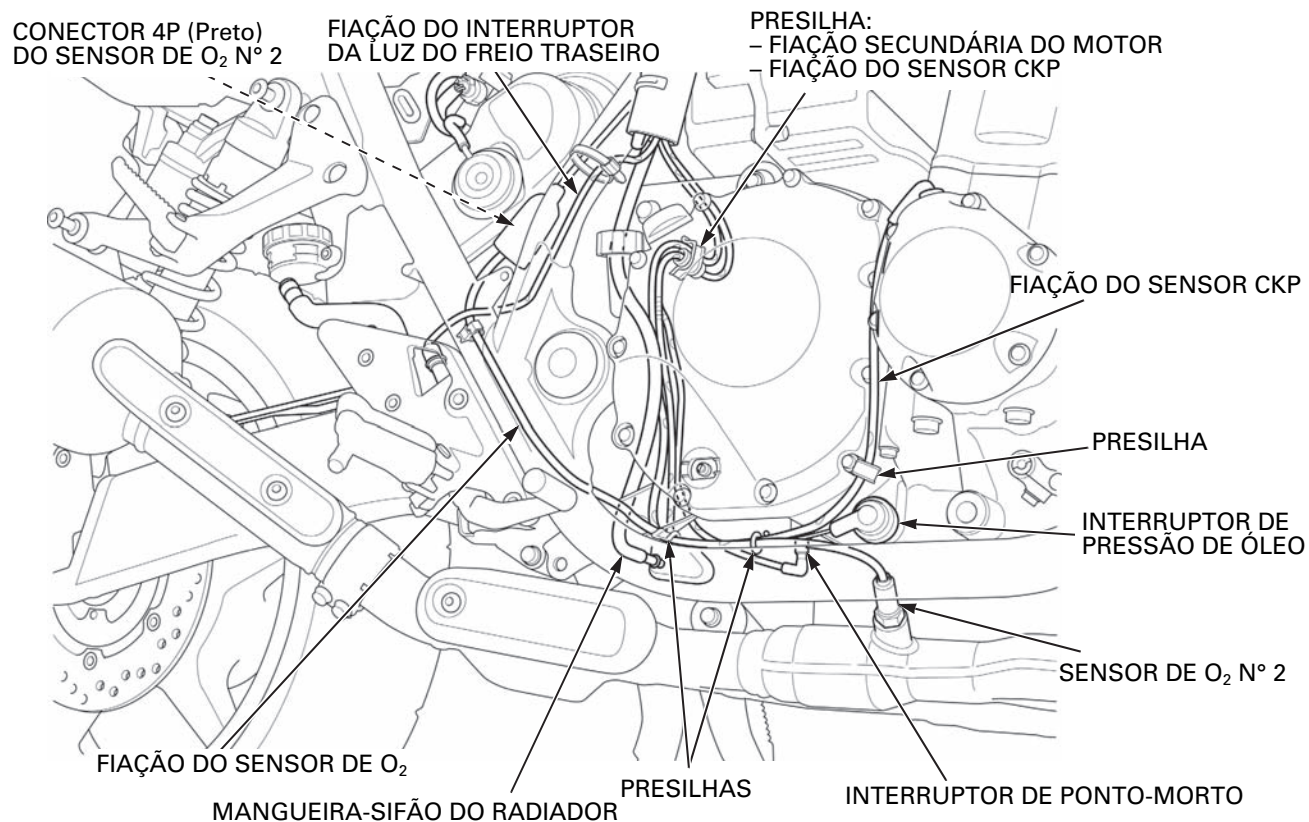 CONECTOR 4P (Preto)
DO SENSOR DE O₂ N° 2
FIAÇÃO DO INTERRUPTOR
DA LUZ DO FREIO TRASEIRO
PRESILHA:
– FIAÇÃO SECUNDÁRIA DO MOTOR
– FIAÇÃO DO SENSOR CKP
FIAÇÃO DO SENSOR CKP
PRESILHA
INTERRUPTOR DE
PRESSÃO DE ÓLEO
SENSOR DE O₂ N° 2
FIAÇÃO DO SENSOR DE O₂
MANGUEIRA-SIFÃO DO RADIADOR
PRESILHAS
INTERRUPTOR DE PONTO-MORTO